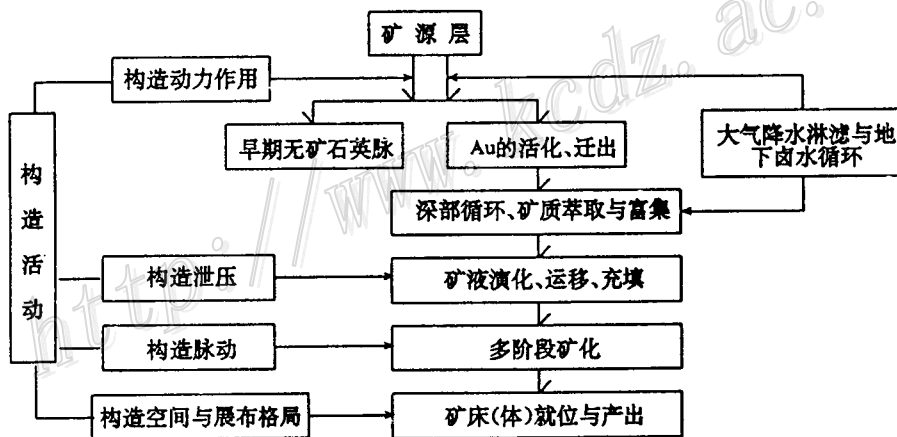 矿源层
构造动力作用
早期无矿石英脉
Au的活化、迁出
大气降水淋滤与地
下卤水循环
构造活动
深部循环、矿质萃取与富集
构造泄压
矿液演化、运移、充填
构造脉动
多阶段矿化
构造空间与展布格局
矿床(体)就位与产出
http://www.kcdz.ac.